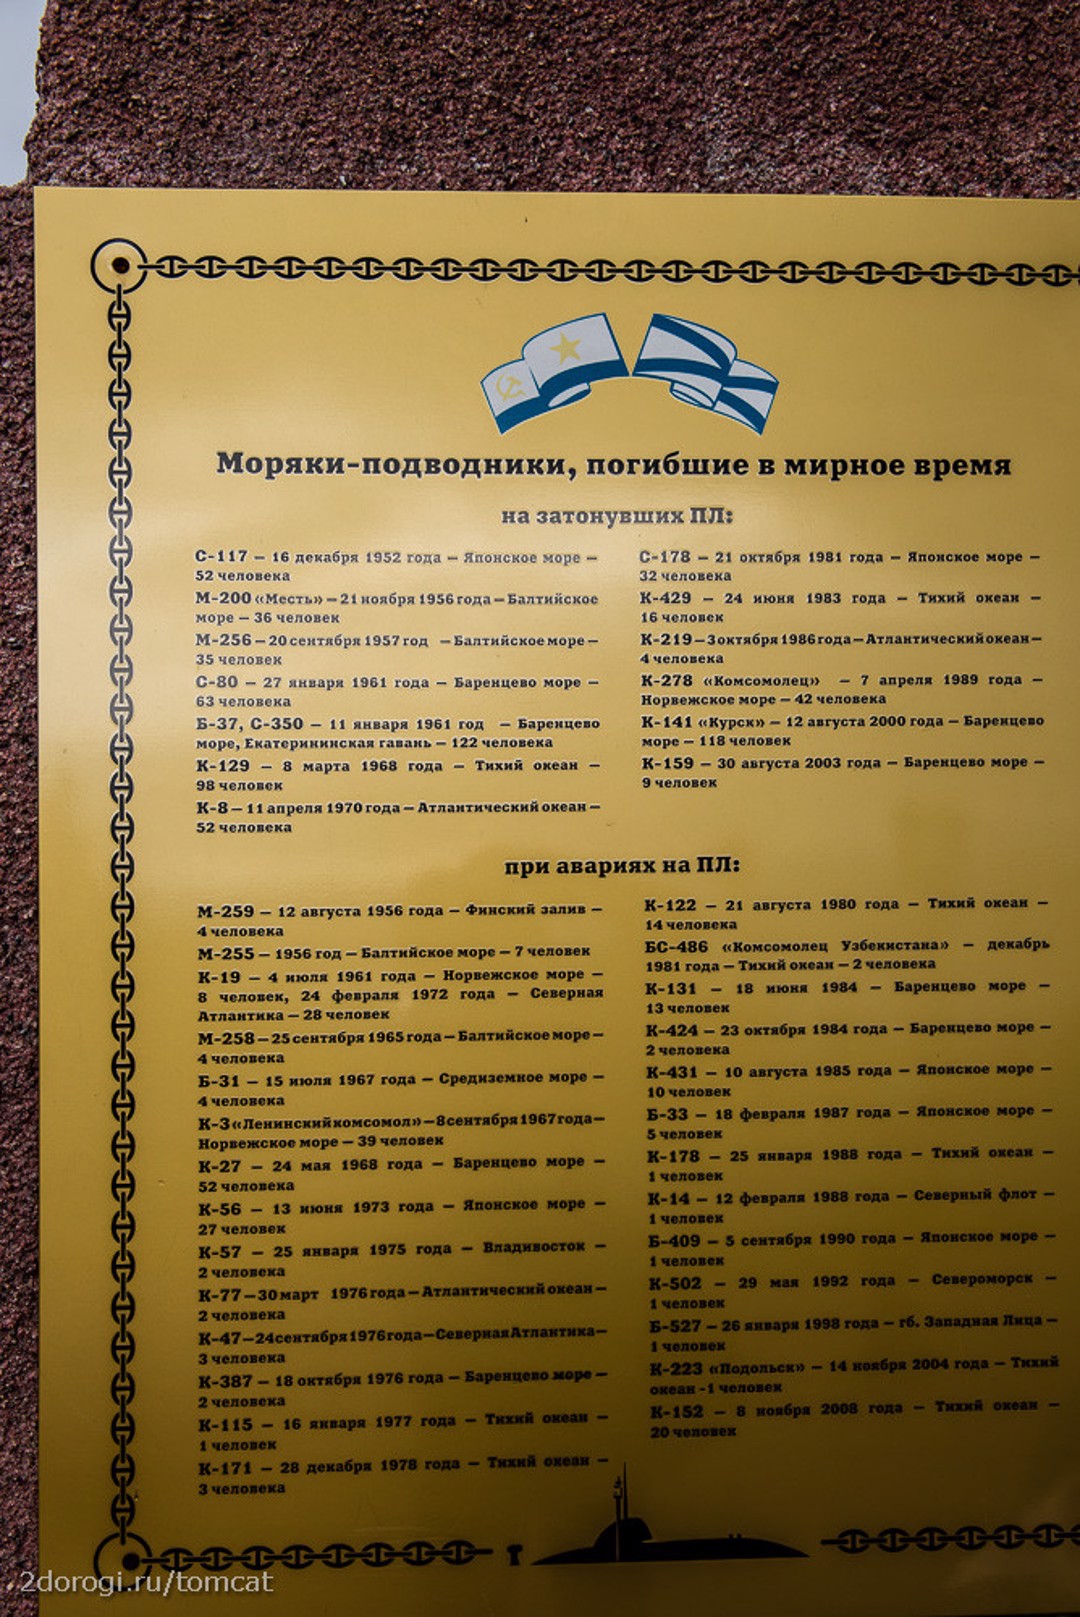 Моряки-подводники, погибшие в мирное время
на затонувших ПЛ:
С-117 – 16 декабря 1952 года – Японское море –
52 человека
М-200 «Месть» – 21 ноября 1956 года – Балтийское
море – 36 человек
М-256 – 20 сентября 1957 год – Балтийское море –
35 человек
С-80 – 27 января 1961 года – Баренцево море –
63 человек
Б-37, С-350 – 11 января 1961 год – Баренцево
море, Екатерининская гавань – 122 человека
К-129 – 8 марта 1968 года – Тихий океан –
98 человек
К-8 – 11 апреля 1970 года – Атлантический океан –
52 человека
С-178 – 21 октября 1981 года – Японское море –
32 человека
К-429 – 24 июня 1983 года – Тихий океан –
16 человек
К-219 – 3 октября 1986 года – Атлантический океан –
4 человека
К-278 «Комсомолец» – 7 апреля 1989 года –
Норвежское море – 42 человека
К-141 «Курск» – 12 августа 2000 года – Баренцево
море – 118 человек
К-159 – 30 августа 2003 года – Баренцево море –
9 человек
при авариях на ПЛ:
М-259 – 12 августа 1956 года – Финский залив –
4 человека
М-255 – 1956 год – Балтийское море – 7 человек
К-19 – 4 июля 1961 года – Норвежское море –
8 человек, 24 февраля 1972 года – Северная
Атлантика – 28 человек
М-258 – 25 сентября 1965 года – Балтийское море –
4 человека
Б-31 – 15 июля 1967 года – Средиземное море –
4 человека
К-3 «Ленинский комсомол» – 8 сентября 1967 года –
Норвежское море – 39 человек
К-27 – 24 мая 1968 года – Баренцево море –
52 человека
К-56 – 13 июня 1973 года – Японское море –
27 человек
К-57 – 25 января 1975 года – Владивосток –
2 человека
К-77 – 30 март 1976 года – Атлантический океан –
2 человека
К-47 – 24 сентября 1976 года – Северная Атлантика –
3 человека
К-387 – 18 октября 1976 года – Баренцево море –
2 человека
К-115 – 16 января 1977 года – Тихий океан –
1 человек
К-171 – 28 декабря 1978 года – Тихий океан –
3 человека
К-122 – 21 августа 1980 года – Тихий океан –
14 человека
БС-486 «Комсомолец Узбекистана» – декабрь
1981 года – Тихий океан – 2 человека
К-131 – 18 июня 1984 – Баренцево море –
13 человек
К-424 – 23 октября 1984 года – Баренцево море –
2 человека
К-431 – 10 августа 1985 года – Японское море –
10 человек
Б-33 – 18 февраля 1987 года – Японское море –
5 человек
К-178 – 25 января 1988 года – Тихий океан –
1 человек
К-14 – 12 февраля 1988 года – Северный флот –
1 человек
Б-409 – 5 сентября 1990 года – Японское море –
1 человек
К-502 – 29 мая 1992 года – Североморск –
1 человек
Б-527 – 26 января 1998 года – гб. Западная Лица –
1 человек
К-223 «Подольск» – 14 ноября 2004 года – Тихий
океан -1 человек
К-152 – 8 ноября 2008 года – Тихий океан –
20 человек
2dorogi.ru/tomcat